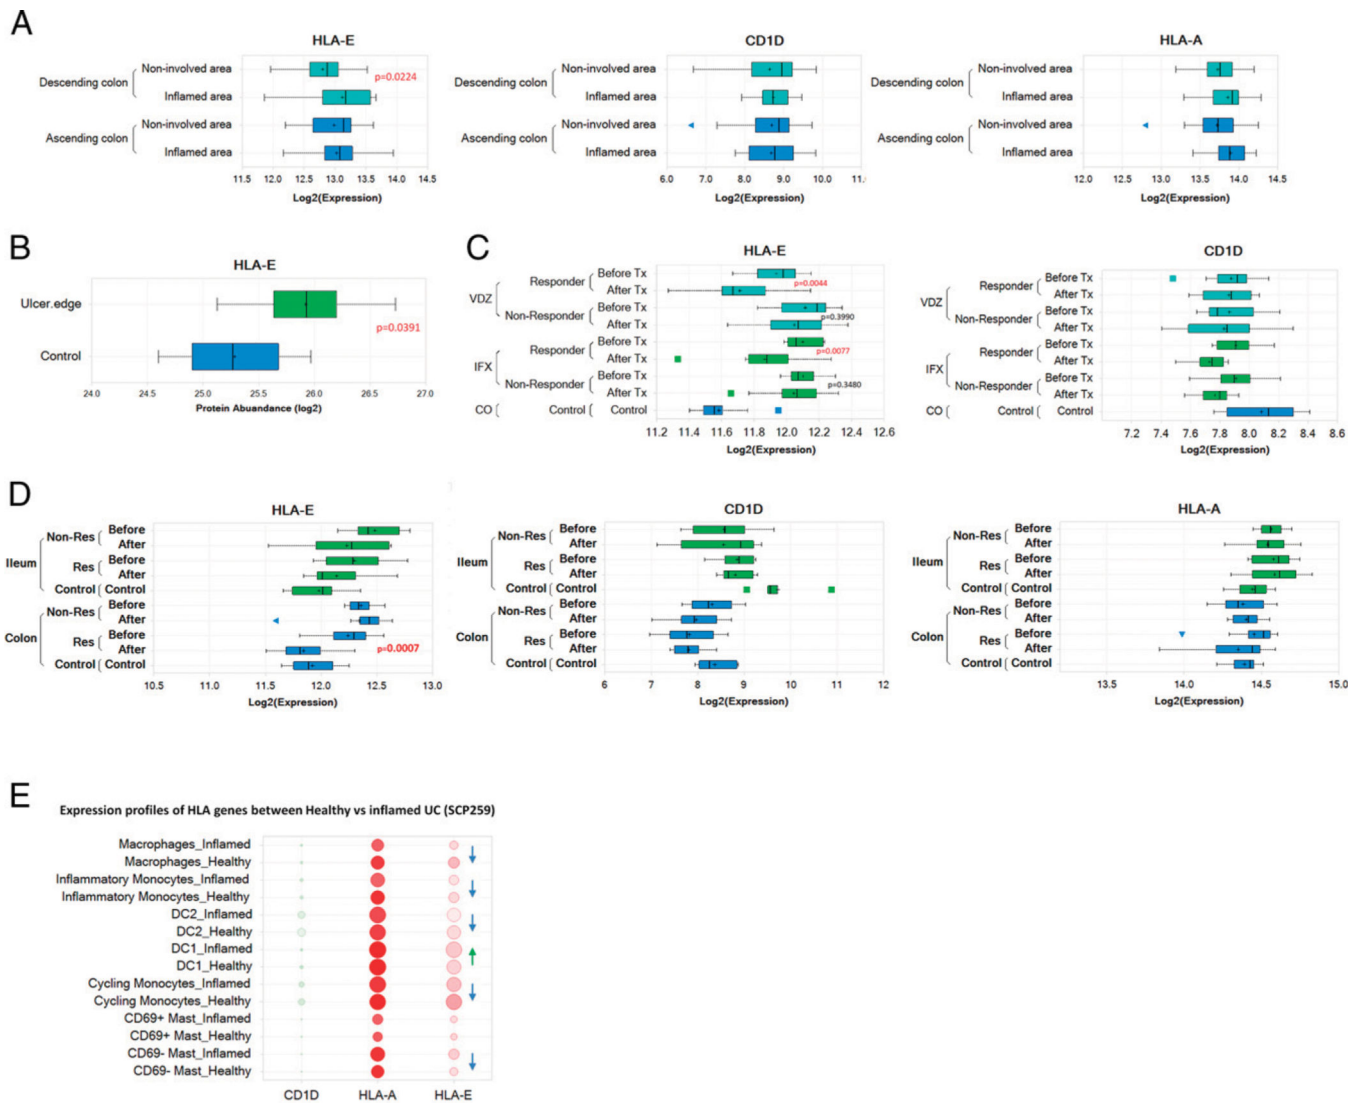 A
HLA-E
Descending colon
Non-involved area
Inflamed area
Ascending colon
Non-involved area
Inflamed area
p=0.0224
11.5 12.0 12.5 13.0 13.5 14.0 14.5
Log2(Expression)
CD1D
Descending colon
Non-involved area
Inflamed area
Ascending colon
Non-involved area
Inflamed area
6.0 7.0 8.0 9.0 10.0 11.
Log2(Expression)
HLA-A
Descending colon
Non-involved area
Inflamed area
Ascending colon
Non-involved area
Inflamed area
12.0 12.5 13.0 13.5 14.0 14.5
Log2(Expression)
B
HLA-E
Ulcer.edge
Control
p=0.0391
24.0 25.0 26.0 27.0
Protein Abuandance (log2)
C
HLA-E
VDZ
Responder
Before Tx
p=0.0044
After Tx
Non-Responder
Before Tx
p=0.3990
After Tx
IFX
Responder
Before Tx
p=0.0077
After Tx
Non-Responder
Before Tx
p=0.3480
After Tx
CO Control Control
11.2 11.4 11.6 11.8 12.0 12.2 12.4 12.6
Log2(Expression)
CD1D
VDZ
Responder
Before Tx
After Tx
Non-Responder
Before Tx
After Tx
IFX
Responder
Before Tx
After Tx
Non-Responder
Before Tx
After Tx
CO Control Control
7.2 7.4 7.6 7.8 8.0 8.2 8.4 8.6
Log2(Expression)
D
HLA-E
Ileum
Non-Res
Before
After
Res
Before
After
Control Control
Colon
Non-Res
Before
After
Res
Before
After
p=0.0007
Control Control
10.5 11.0 11.5 12.0 12.5 13.0
Log2(Expression)
CD1D
Ileum
Non-Res
Before
After
Res
Before
After
Control Control
Colon
Non-Res
Before
After
Res
Before
After
Control Control
6 7 8 9 10 11 12
Log2(Expression)
HLA-A
Ileum
Non-Res
Before
After
Res
Before
After
Control Control
Colon
Non-Res
Before
After
Res
Before
After
Control Control
13.5 14.0 14.5 15.0
Log2(Expression)
E
Expression profiles of HLA genes between Healthy vs inflamed UC (SCP259)
Macrophages_Inflamed
Macrophages_Healthy
Inflammatory Monocytes_Inflamed
Inflammatory Monocytes_Healthy
DC2_Inflamed
DC2_Healthy
DC1_Inflamed
DC1_Healthy
Cycling Monocytes_Inflamed
Cycling Monocytes_Healthy
CD69+ Mast_Inflamed
CD69+ Mast_Healthy
CD69- Mast_Inflamed
CD69- Mast_Healthy
CD1D HLA-A HLA-E